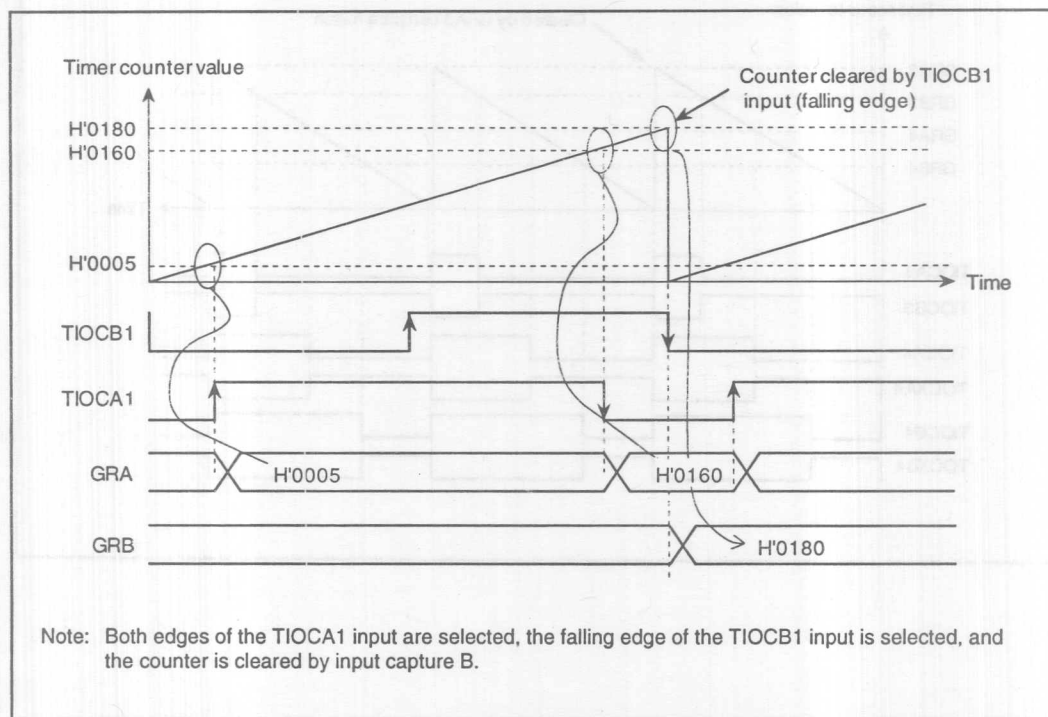 Timer counter value
Counter cleared by TIOCB1
input (falling edge)
H'0180
H'0160
H'0005
Time
TIOCB1
TIOCA1
GRA
H'0005
H'0160
GRB
H'0180
Note: Both edges of the TIOCA1 input are selected, the falling edge of the TIOCB1 input is selected, and
the counter is cleared by input capture B.